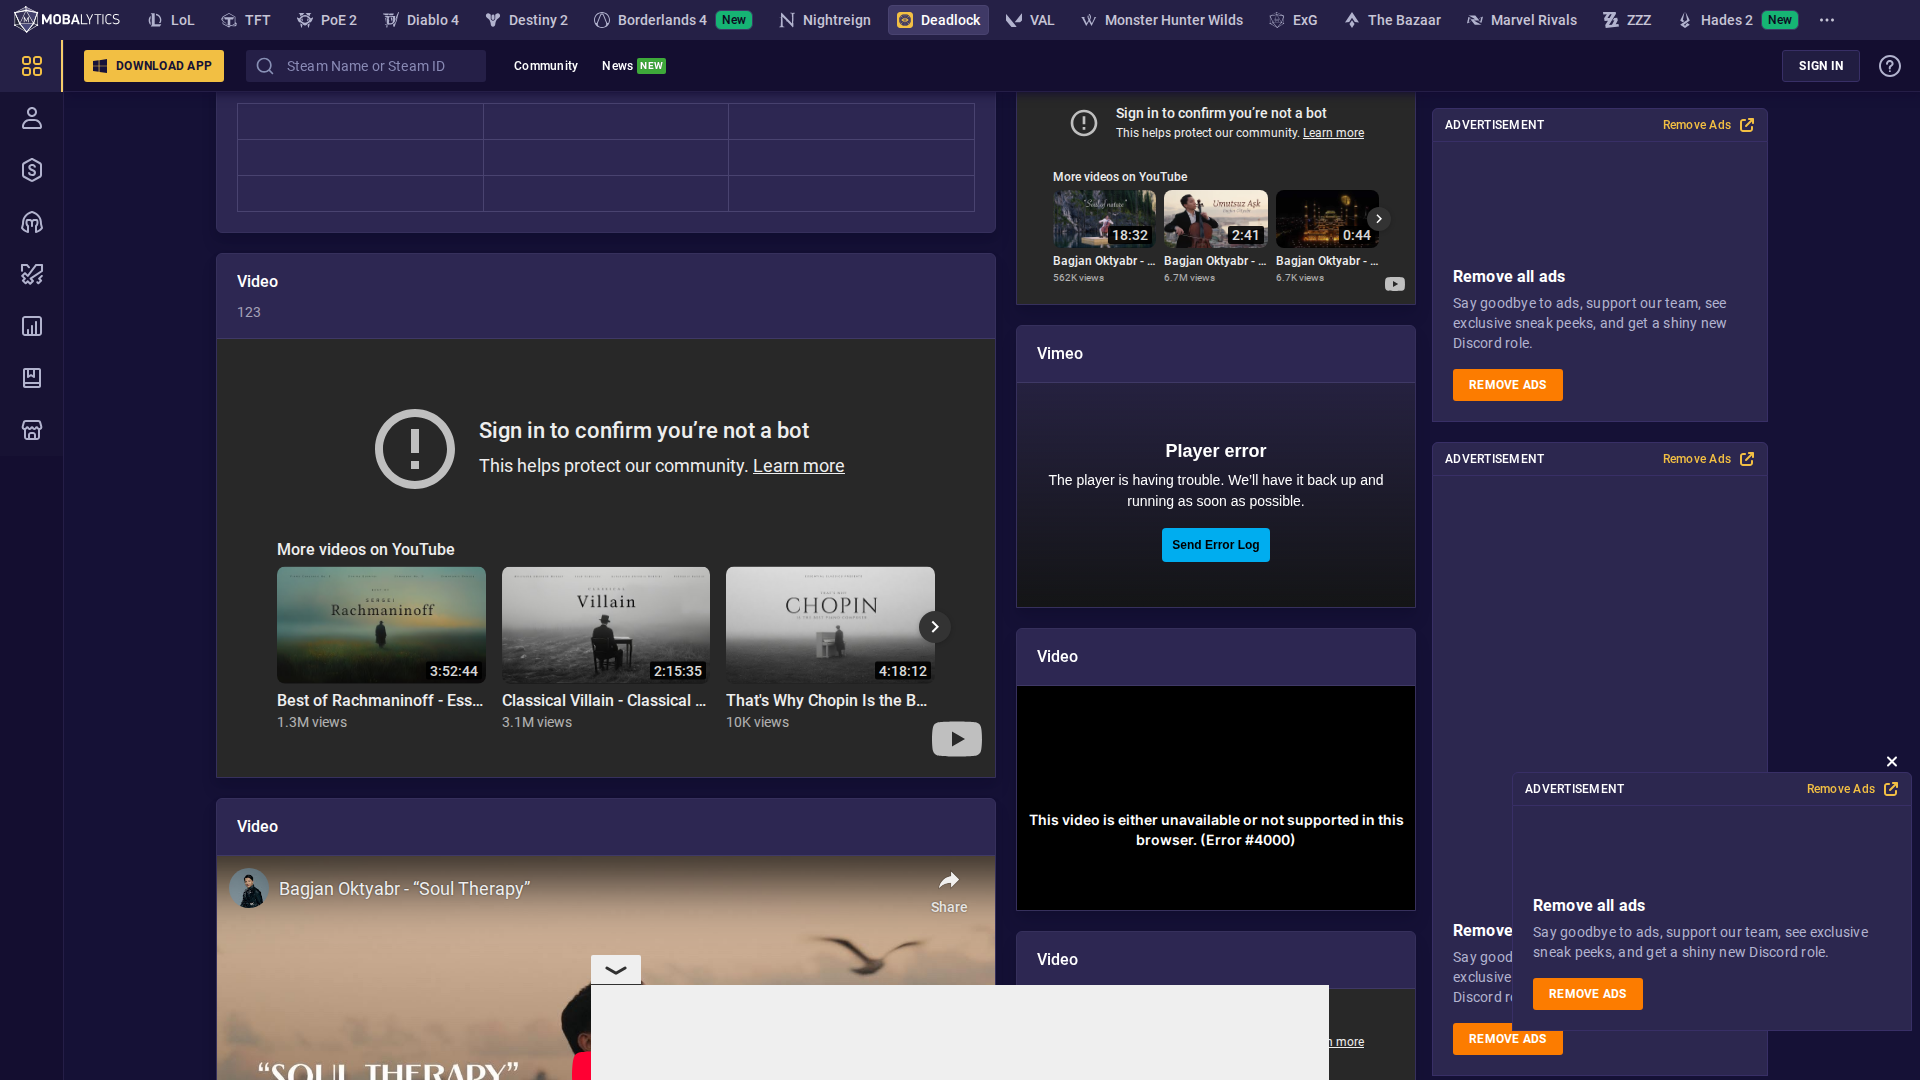 MOBALYTICS
LoL
TFT
PoE 2
Diablo 4
Destiny 2
Borderlands 4
New
Nightreign
Deadlock
VAL
Monster Hunter Wilds
ExG
The Bazaar
Marvel Rivals
ZZZ
Hades 2
New
DOWNLOAD APP
Steam Name or Steam ID
Community
News
NEW
SIGN IN
Video
123
Sign in to confirm you’re not a bot
This helps protect our community. Learn more
More videos on YouTube
Rachmaninoff
3:52:44
Villain
2:15:35
CHOPIN
4:18:12
Best of Rachmaninoff - Ess...
1.3M views
Classical Villain - Classical ...
3.1M views
That's Why Chopin Is the B...
10K views
Video
Bagjan Oktyabr - “Soul Therapy”
Share
“SOUL THERAPY”
Sign in to confirm you’re not a bot
This helps protect our community. Learn more
More videos on YouTube
18:32
Umutsuz Aşk
2:41
0:44
Bagjan Oktyabr - ...
562K views
Bagjan Oktyabr - ...
6.7M views
Bagjan Oktyabr - ...
6.7K views
Vimeo
Player error
The player is having trouble. We’ll have it back up and
running as soon as possible.
Send Error Log
Video
This video is either unavailable or not supported in this
browser. (Error #4000)
Video
more
ADVERTISEMENT
Remove Ads
Remove all ads
Say goodbye to ads, support our team, see
exclusive sneak peeks, and get a shiny new
Discord role.
REMOVE ADS
ADVERTISEMENT
Remove Ads
Remove
Say good
exclusive
Discord r
REMOVE ADS
ADVERTISEMENT
Remove Ads
Remove all ads
Say goodbye to ads, support our team, see exclusive
sneak peeks, and get a shiny new Discord role.
REMOVE ADS